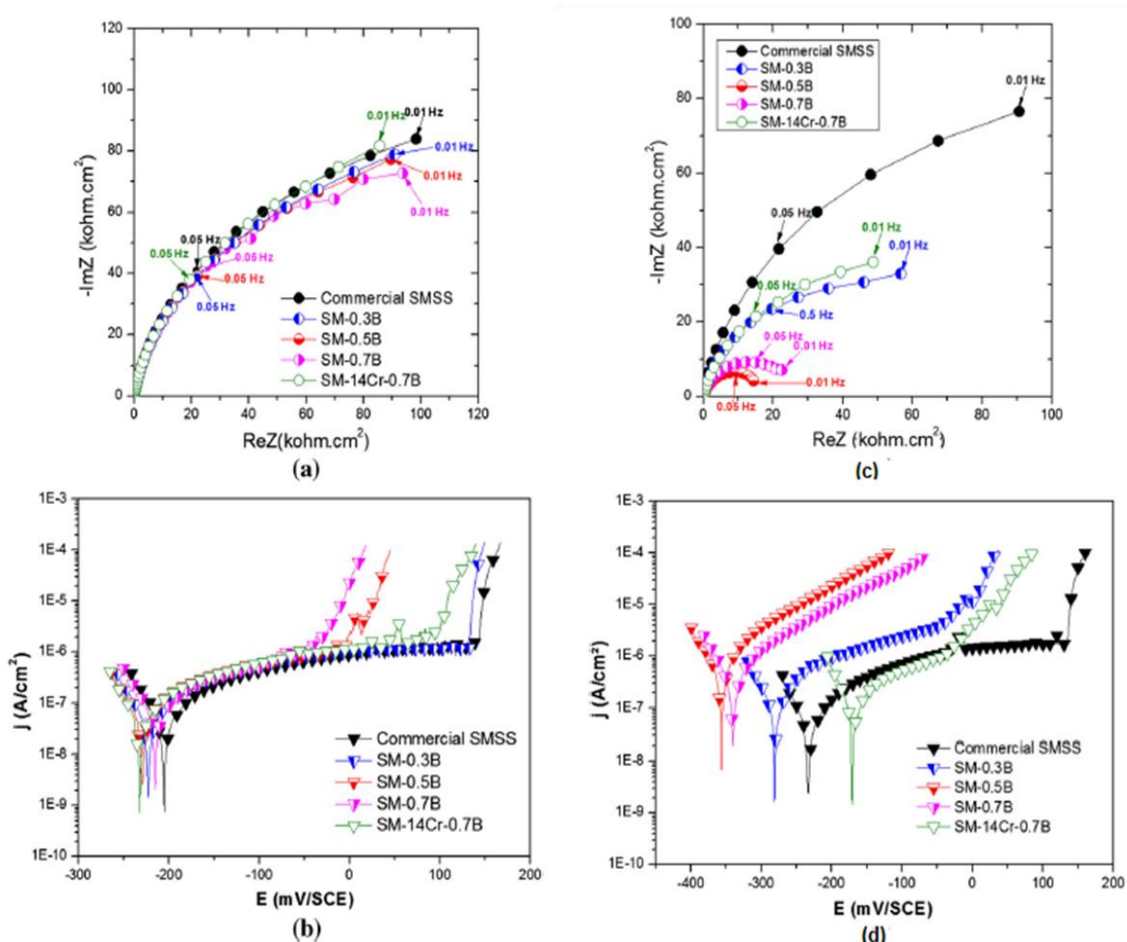 140
120
100
80
60
40
20
0
-ImZ (kohm.cm²)
0.01 Hz
0.01 Hz
0.01 Hz
0.01 Hz
0.01 Hz
0.05 Hz
0.05 Hz
0.05 Hz
0.05 Hz
0.05 Hz
Commercial SMSS
SM-0.3B
SM-0.5B
SM-0.7B
SM-14Cr-0.7B
0 20 40 60 80 100 120
ReZ(kohm.cm²)
(a)
100
80
60
40
20
0
-ImZ (kohm.cm²)
Commercial SMSS
SM-0.3B
SM-0.5B
SM-0.7B
SM-14Cr-0.7B
0.01 Hz
0.05 Hz
0.01 Hz
0.01 Hz
0.05 Hz
0.5 Hz
0.05 Hz
0.01 Hz
0.01 Hz
0.05 Hz
0 20 40 60 80 100
ReZ (kohm.cm²)
(c)
1E-3
1E-4
1E-5
1E-6
1E-7
1E-8
1E-9
1E-10
j (A/cm²)
Commercial SMSS
SM-0.3B
SM-0.5B
SM-0.7B
SM-14Cr-0.7B
-300 -200 -100 0 100 200
E (mV/SCE)
(b)
1E-3
1E-4
1E-5
1E-6
1E-7
1E-8
1E-9
1E-10
j (A/cm²)
Commercial SMSS
SM-0.3B
SM-0.5B
SM-0.7B
SM-14Cr-0.7B
-400 -300 -200 -100 0 100 200
E (mV/SCE)
(d)